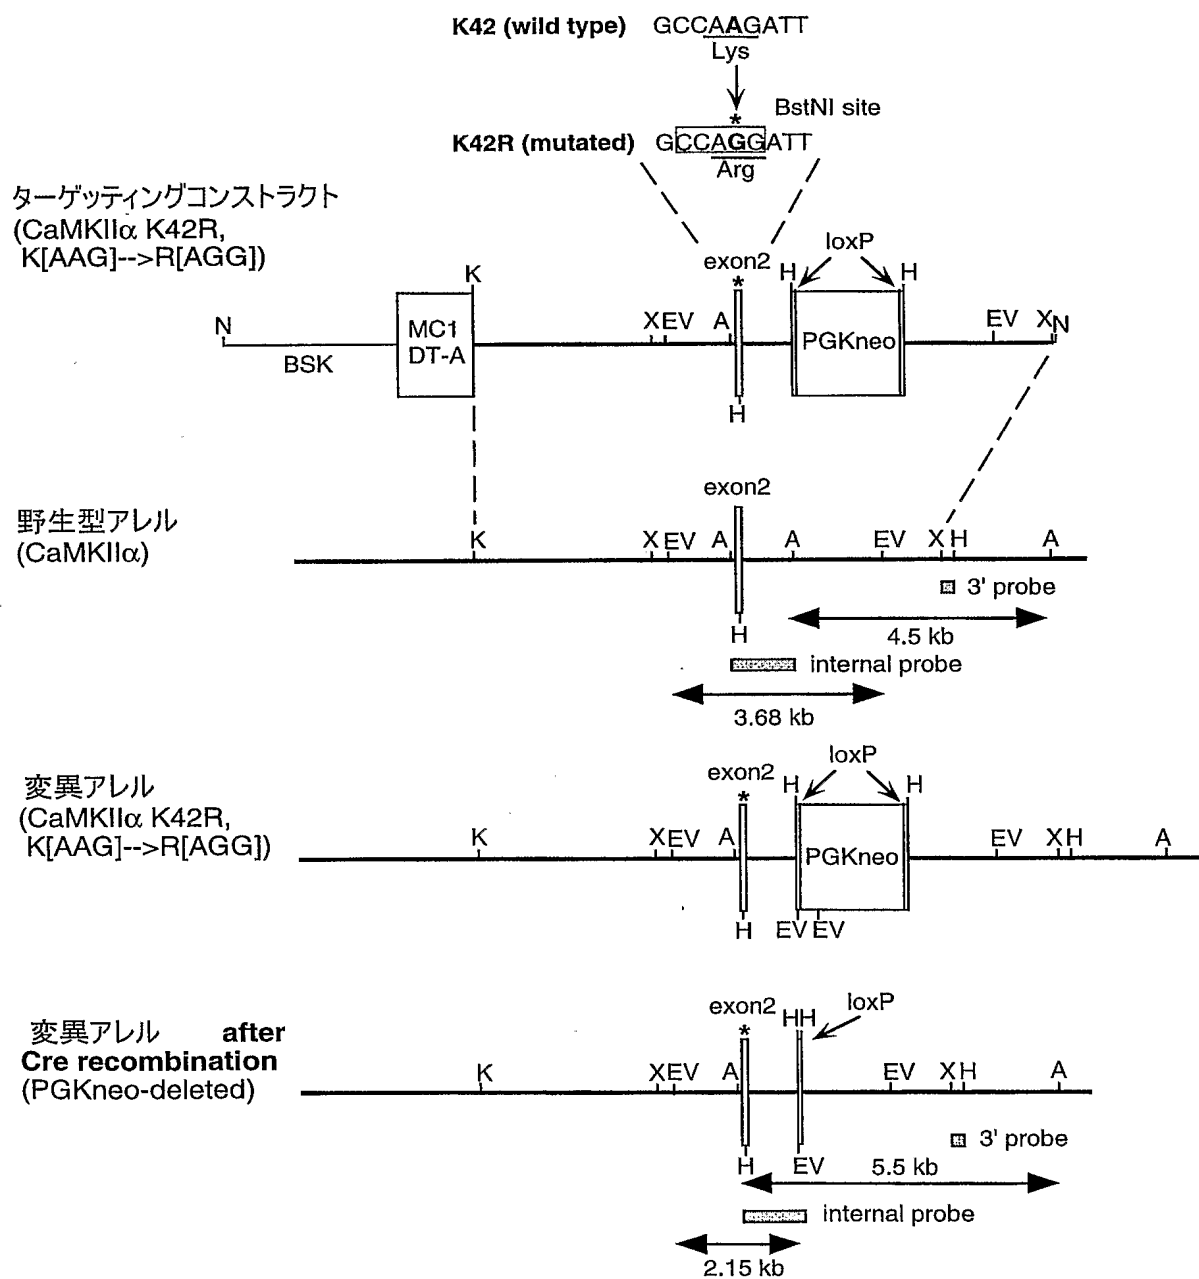 K42 (wild type) GCCAAGATT
Lys
* BstNI site
K42R (mutated) GCCAGGATT
Arg
ターゲッティングコンストラクト
(CaMKIIα K42R,
K[AAG]-->R[AGG])
loxP
exon2
*
H H
K
N MC1 DT-A X EV A PGKneo EV X N
BSK
H
exon2
野生型アレル
(CaMKIIα)
K X EV A A EV X H A
3' probe
H
4.5 kb
internal probe
3.68 kb
loxP
変異アレル
(CaMKIIα K42R,
K[AAG]-->R[AGG])
exon2
*
H H
K X EV A PGKneo EV X H A
H EV EV
変異アレル after
Cre recombination
(PGKneo-deleted)
exon2 loxP
*
HH
K X EV A EV X H A
3' probe
H EV
5.5 kb
internal probe
2.15 kb